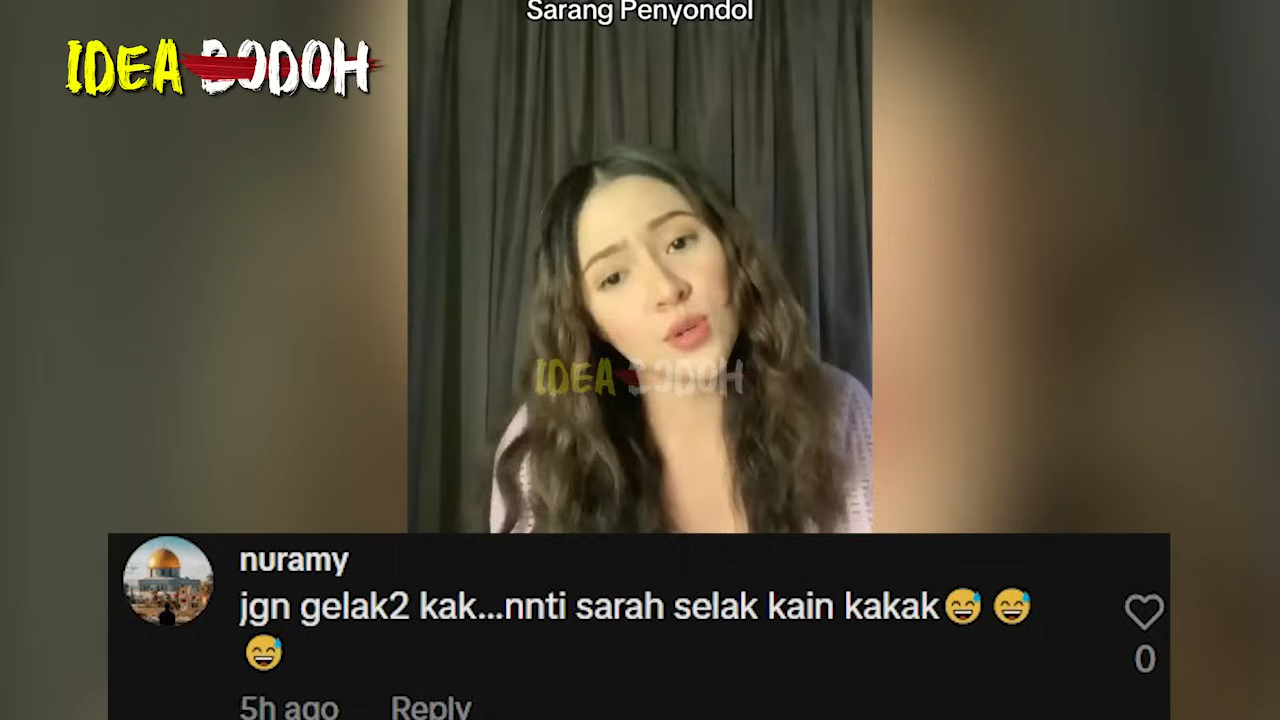 Sarang Penyondol
IDEA BODOH
IDEA BODOH
nuramy
jgn gelak2 kak...nnti sarah selak kain kakak😅 😅
😅
0
5h ago Reply